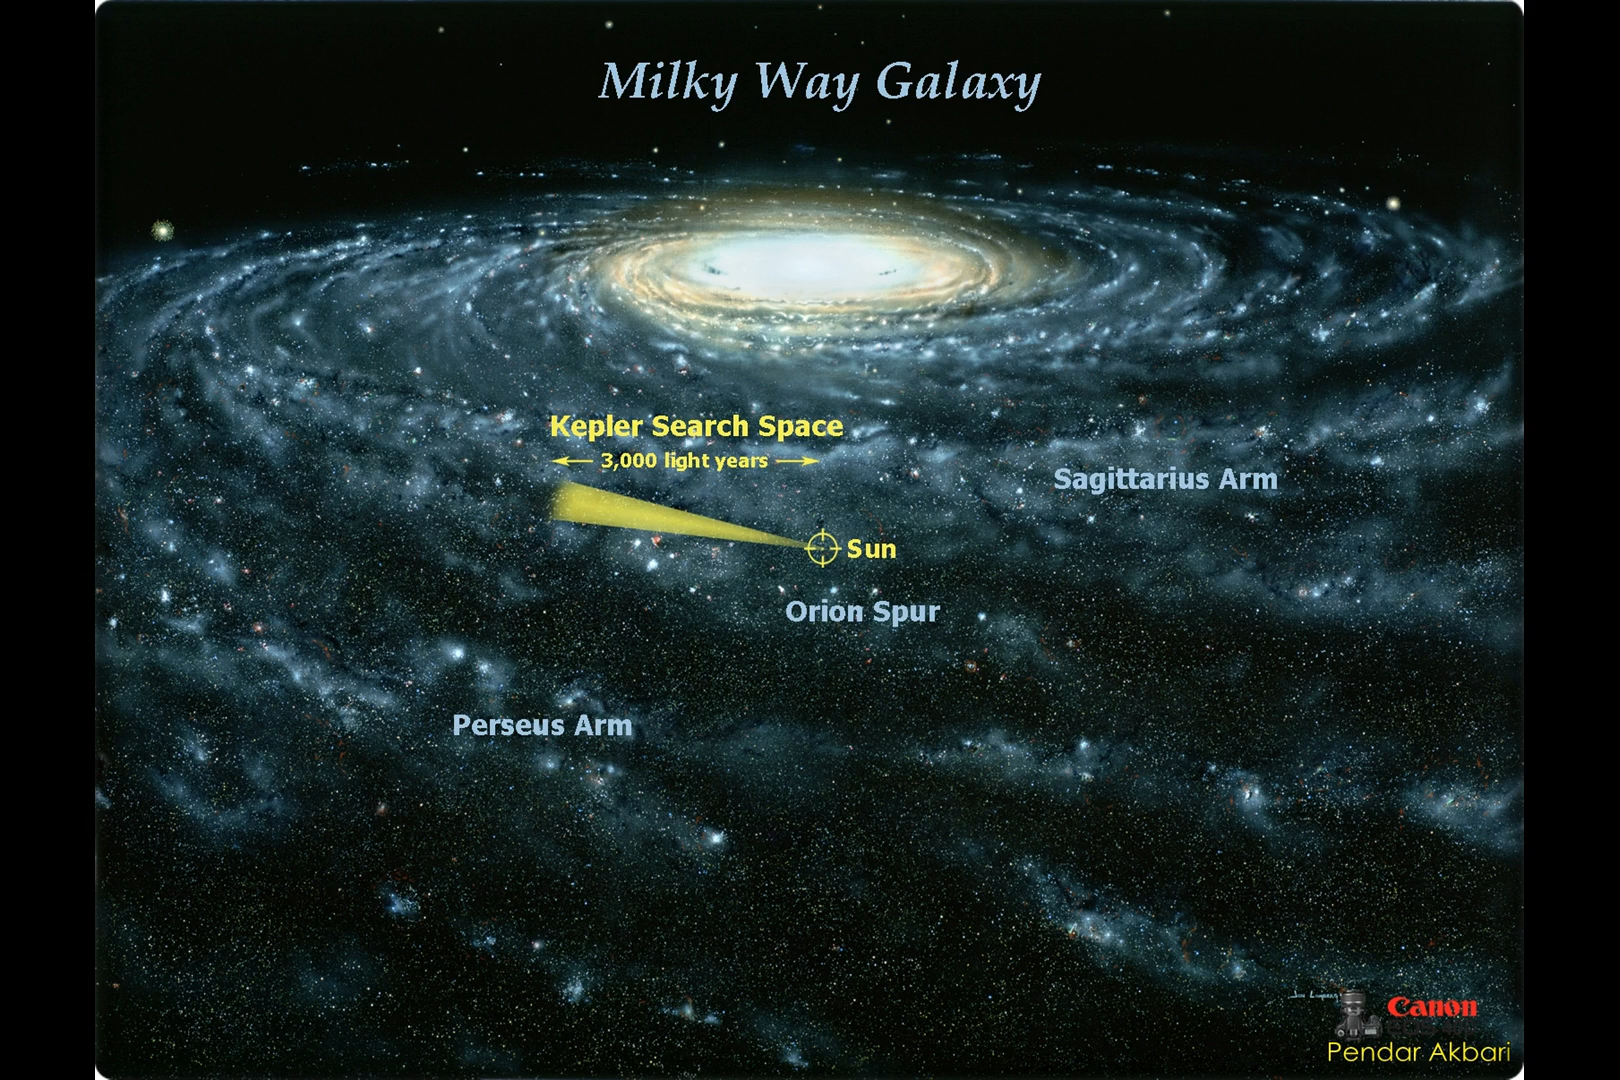 Milky Way Galaxy
Kepler Search Space
3,000 light years
Sagittarius Arm
Sun
Orion Spur
Perseus Arm
Canon
Pendar Akbari